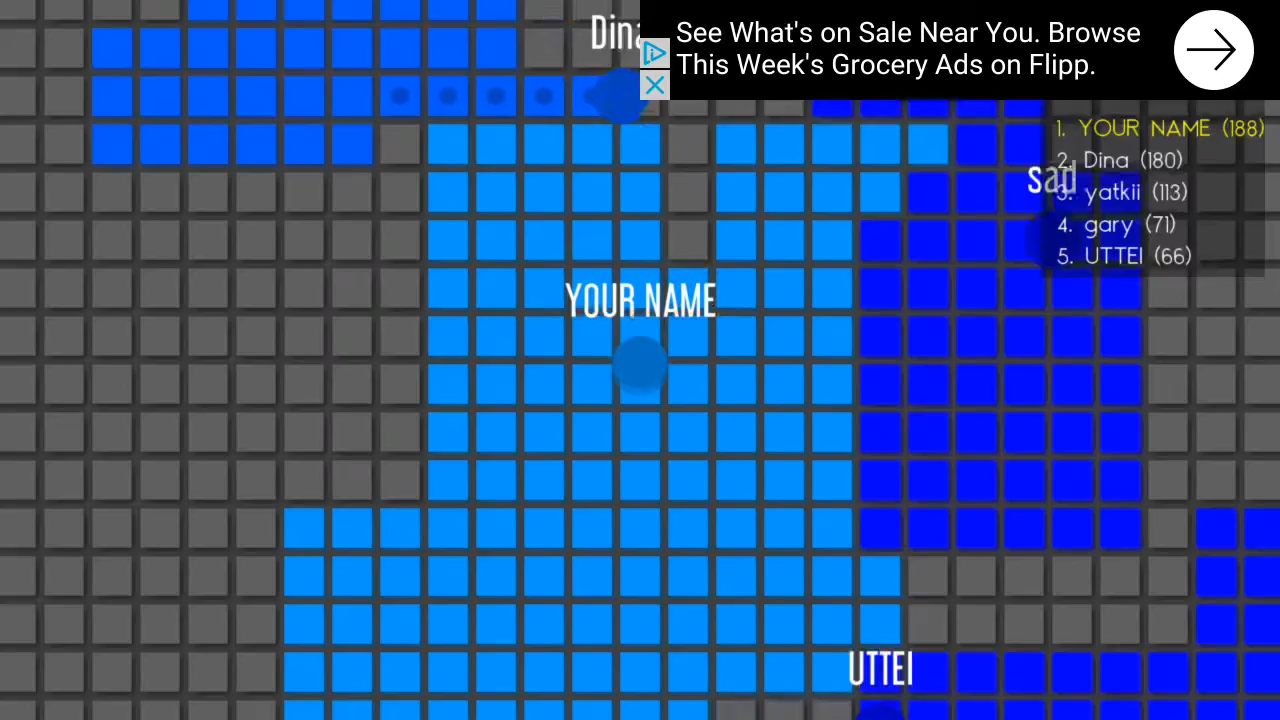 Dina
See What's on Sale Near You. Browse
This Week's Grocery Ads on Flipp.
1. YOUR NAME (188)
2. Dina (180)
sad
3. yatkii (113)
4. gary (71)
5. UTTEI (66)
YOUR NAME
UTTEI